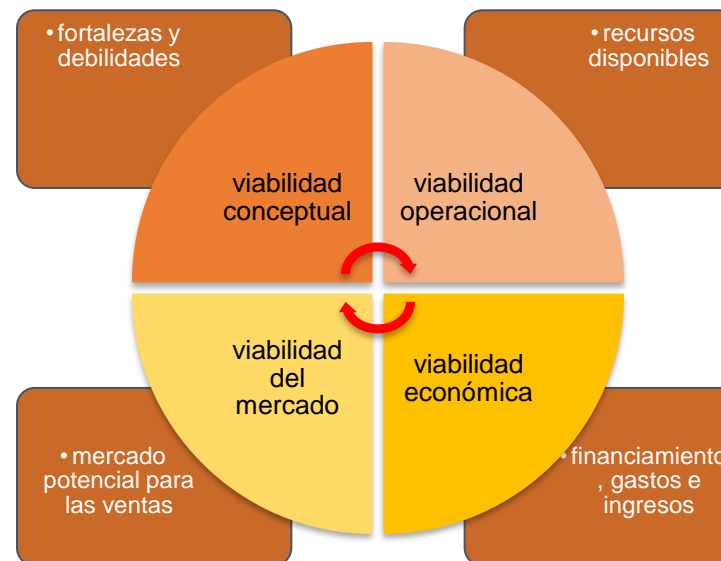 • fortalezas y
debilidades
• recursos
disponibles
viabilidad
conceptual
viabilidad
operacional
viabilidad
del
mercado
viabilidad
económica
• mercado
potencial para
las ventas
• financiamiento
, gastos e
ingresos